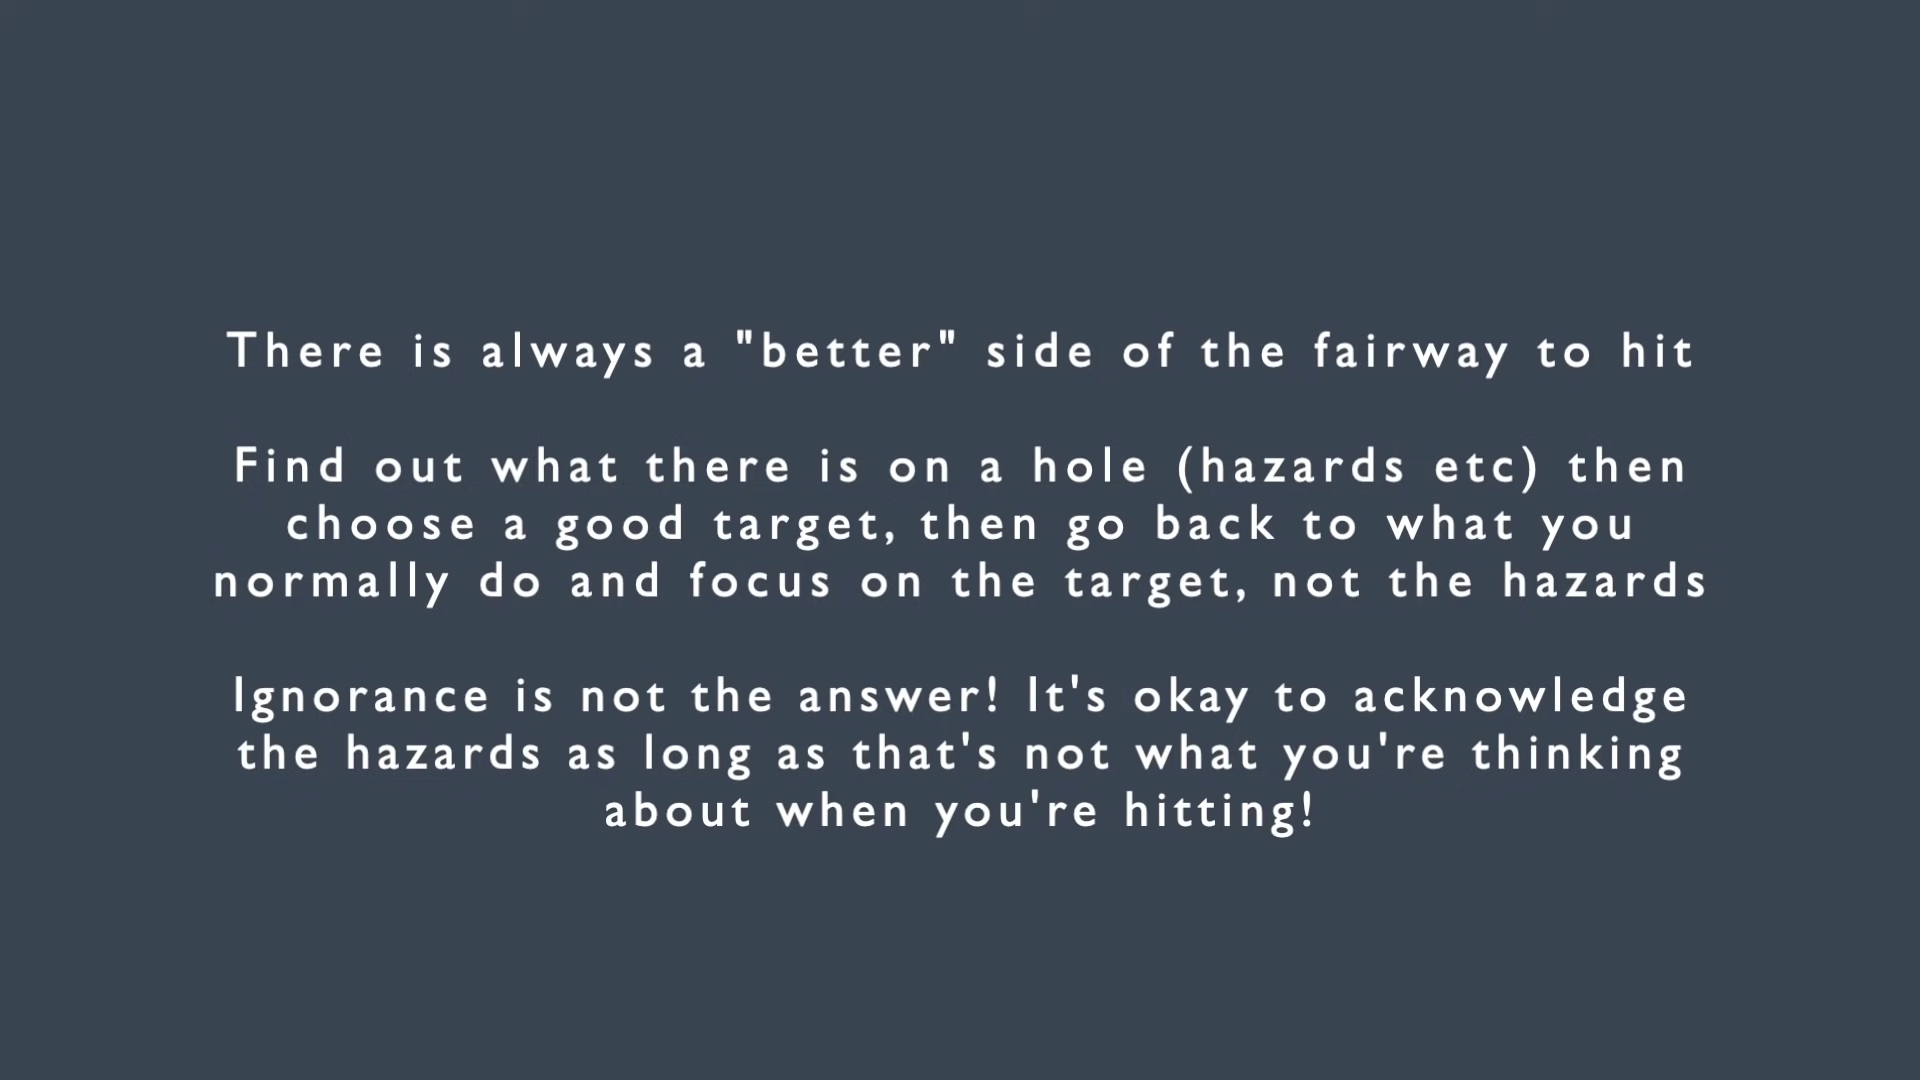 There is always a "better" side of the fairway to hit
Find out what there is on a hole (hazards etc) then
choose a good target, then go back to what you
normally do and focus on the target, not the hazards
Ignorance is not the answer! It's okay to acknowledge
the hazards as long as that's not what you're thinking
about when you're hitting!